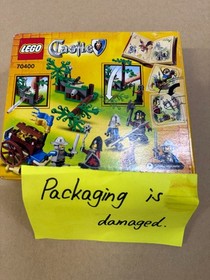 LEGO Castle
70400
Packaging is
damaged.